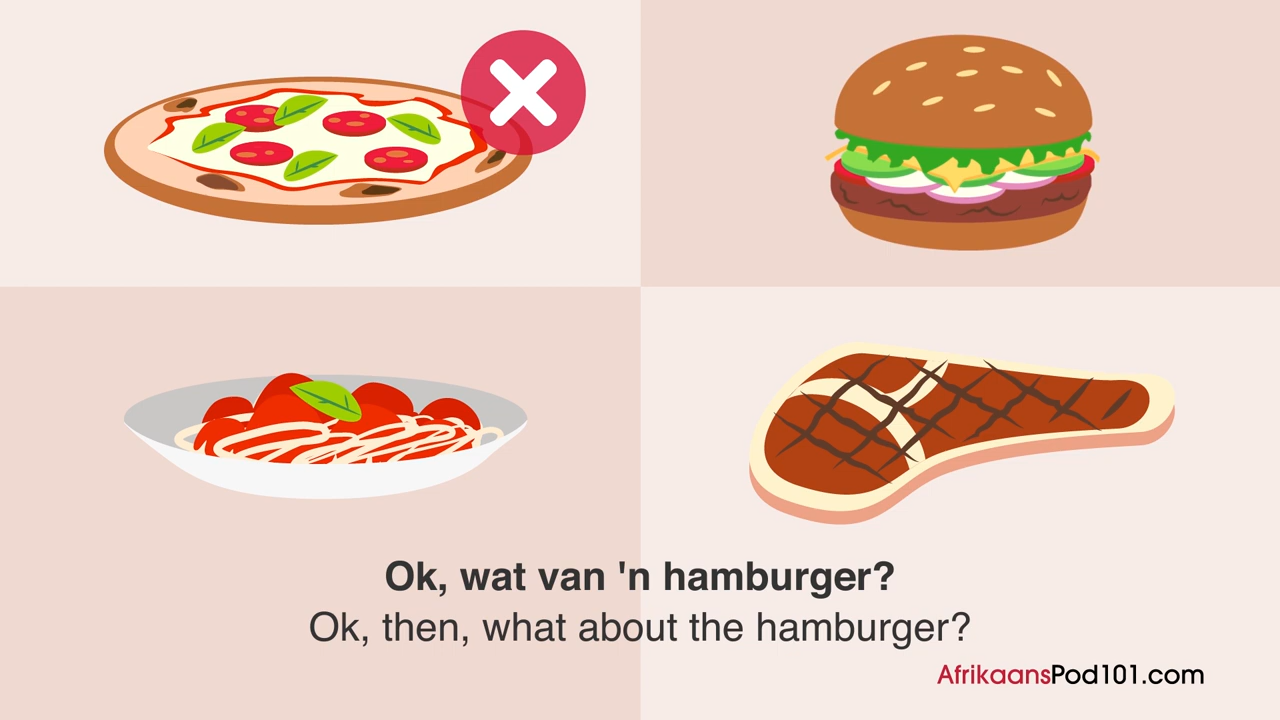 Ok, wat van 'n hamburger?
Ok, then, what about the hamburger?
AfrikaansPod101.com